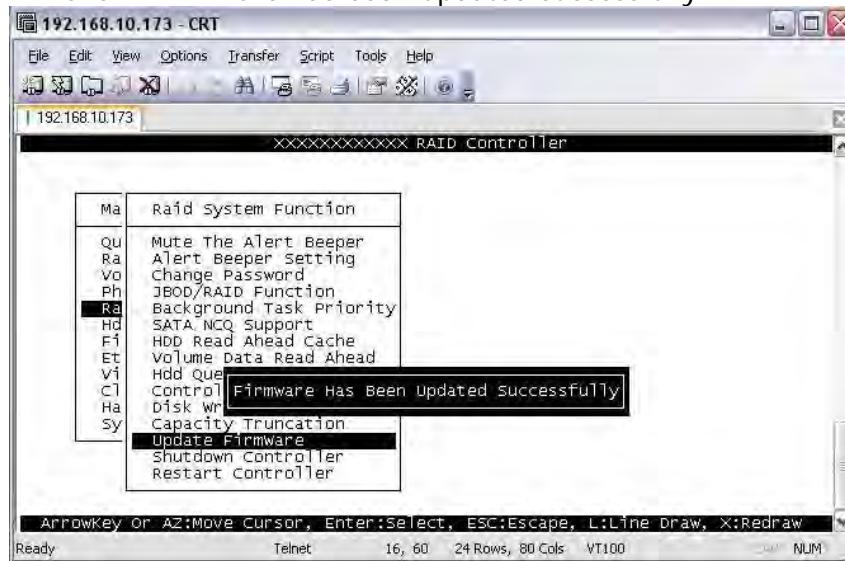 192.168.10.173 - CRT
File Edit View Options Transfer Script Tools Help
192.168.10.173
XXXXXXXXXXXX RAID Controller
Ma Raid System Function
Qu Mute The Alert Beeper
Ra Alert Beeper Setting
Vo Change Password
Ph JBOD/RAID Function
Ra Background Task Priority
Hd SATA NCQ Support
Fi HDD Read Ahead Cache
Et Volume Data Read Ahead
Vi Hdd Que
Cl Control
Firmware Has Been Updated Successfully
Ha Disk Wr
Sy Capacity Truncation
Update Firmware
Shutdown Controller
Restart Controller
ArrowKey Or AZ:Move Cursor, Enter:Select, ESC:Escape, L:Line Draw, X:Redraw
Ready Telnet 16, 60 24 Rows, 80 Cols VT100 NUM